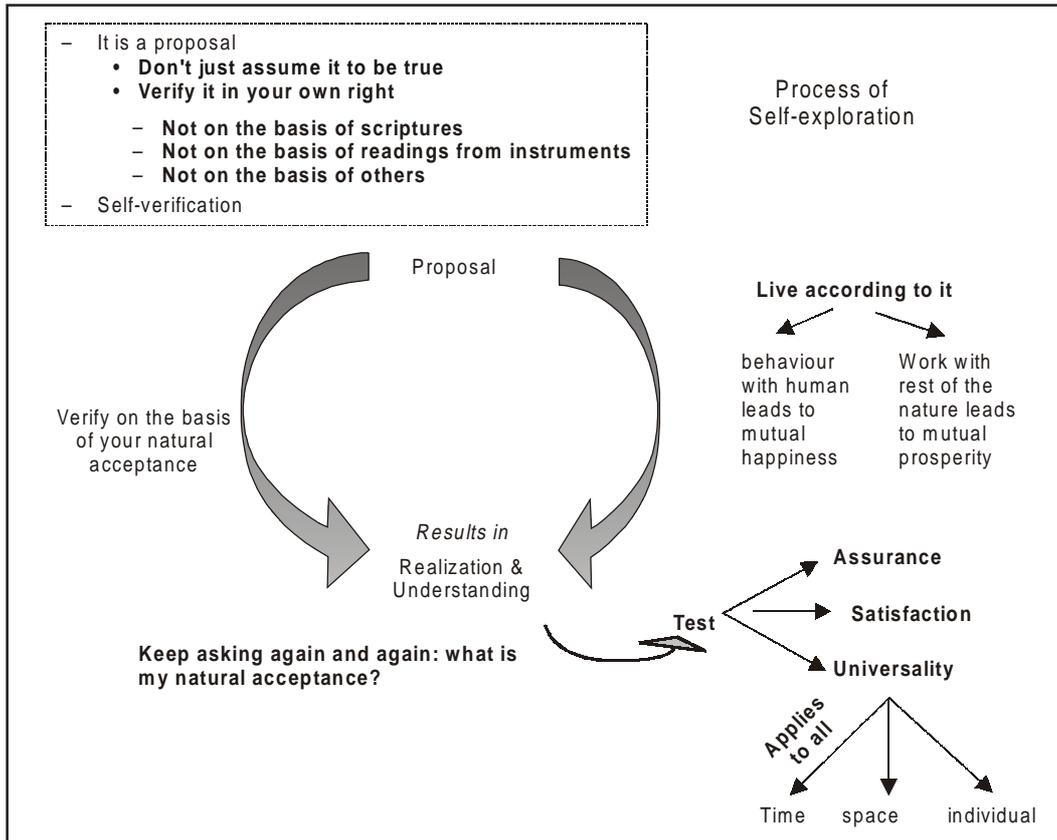 – It is a proposal
• Don't just assume it to be true
• Verify it in your own right
– Not on the basis of scriptures
– Not on the basis of readings from instruments
– Not on the basis of others
– Self-verification
Process of
Self-exploration
Proposal
Verify on the basis
of your natural
acceptance
Live according to it
behaviour
with human
leads to
mutual
happiness
Work with
rest of the
nature leads
to mutual
prosperity
Results in
Realization &
Understanding
Keep asking again and again: what is
my natural acceptance?
Test
Assurance
Satisfaction
Universality
Applies
to all
Time
space
individual